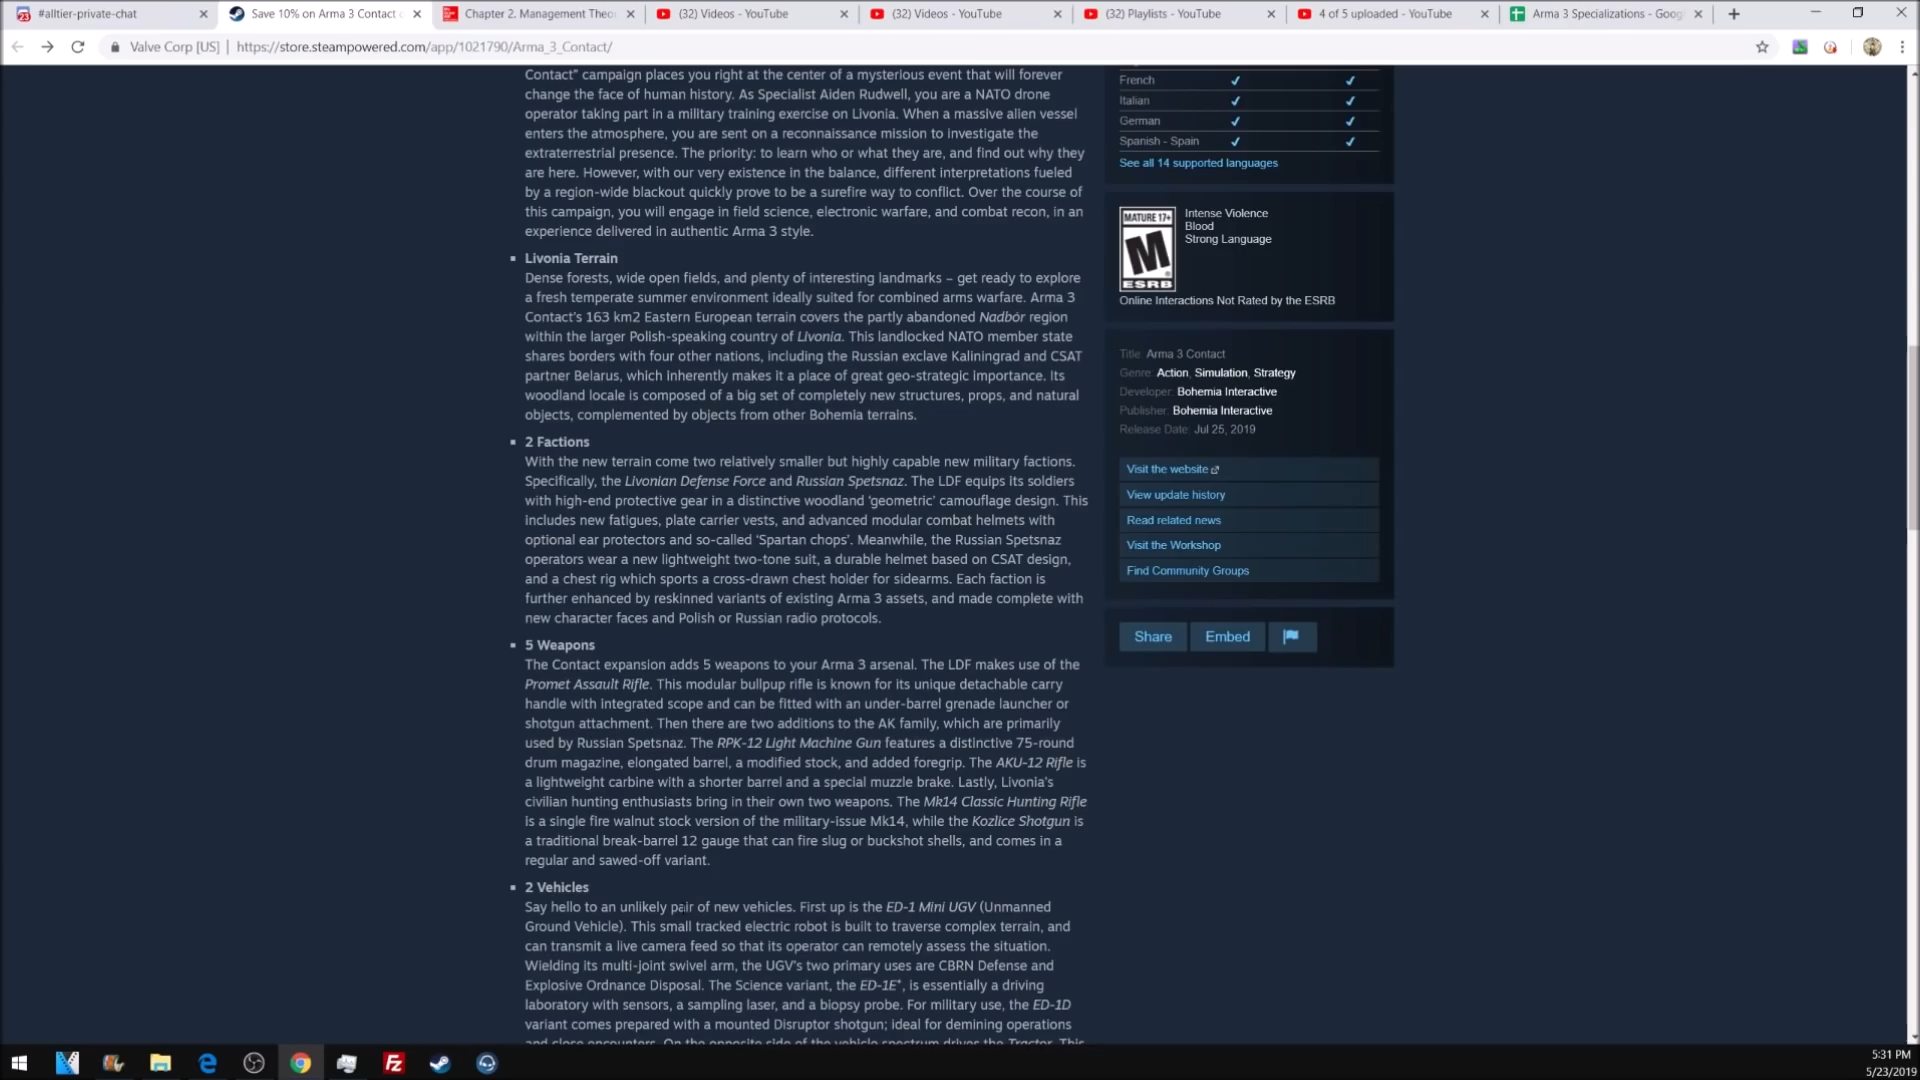 #alltier-private-chat
Save 10% on Arma 3 Contact o
Chapter 2. Management Theor
(32) Videos - YouTube
(32) Videos - YouTube
(32) Playlists - YouTube
4 of 5 uploaded - YouTube
Arma 3 Specializations - Goog
Valve Corp [US] | https://store.steampowered.com/app/1021790/Arma_3_Contact/
Contact" campaign places you right at the center of a mysterious event that will forever
change the face of human history. As Specialist Aiden Rudwell, you are a NATO drone
operator taking part in a military training exercise on Livonia. When a massive alien vessel
enters the atmosphere, you are sent on a reconnaissance mission to investigate the
extraterrestrial presence. The priority: to learn who or what they are, and find out why they
are here. However, with our very existence in the balance, different interpretations fueled
by a region-wide blackout quickly prove to be a surefire way to conflict. Over the course of
this campaign, you will engage in field science, electronic warfare, and combat recon, in an
experience delivered in authentic Arma 3 style.
Livonia Terrain
Dense forests, wide open fields, and plenty of interesting landmarks – get ready to explore
a fresh temperate summer environment ideally suited for combined arms warfare. Arma 3
Contact's 163 km2 Eastern European terrain covers the partly abandoned Nadbór region
within the larger Polish-speaking country of Livonia. This landlocked NATO member state
shares borders with four other nations, including the Russian exclave Kaliningrad and CSAT
partner Belarus, which inherently makes it a place of great geo-strategic importance. Its
woodland locale is composed of a big set of completely new structures, props, and natural
objects, complemented by objects from other Bohemia terrains.
2 Factions
With the new terrain come two relatively smaller but highly capable new military factions.
Specifically, the Livonian Defense Force and Russian Spetsnaz. The LDF equips its soldiers
with high-end protective gear in a distinctive woodland 'geometric' camouflage design. This
includes new fatigues, plate carrier vests, and advanced modular combat helmets with
optional ear protectors and so-called 'Spartan chops'. Meanwhile, the Russian Spetsnaz
operators wear a new lightweight two-tone suit, a durable helmet based on CSAT design,
and a chest rig which sports a cross-drawn chest holder for sidearms. Each faction is
further enhanced by reskinned variants of existing Arma 3 assets, and made complete with
new character faces and Polish or Russian radio protocols.
5 Weapons
The Contact expansion adds 5 weapons to your Arma 3 arsenal. The LDF makes use of the
Promet Assault Rifle. This modular bullpup rifle is known for its unique detachable carry
handle with integrated scope and can be fitted with an under-barrel grenade launcher or
shotgun attachment. Then there are two additions to the AK family, which are primarily
used by Russian Spetsnaz. The RPK-12 Light Machine Gun features a distinctive 75-round
drum magazine, elongated barrel, a modified stock, and added foregrip. The AKU-12 Rifle is
a lightweight carbine with a shorter barrel and a special muzzle brake. Lastly, Livonia's
civilian hunting enthusiasts bring in their own two weapons. The Mk14 Classic Hunting Rifle
is a single fire walnut stock version of the military-issue Mk14, while the Kozlice Shotgun is
a traditional break-barrel 12 gauge that can fire slug or buckshot shells, and comes in a
regular and sawed-off variant.
2 Vehicles
Say hello to an unlikely pair of new vehicles. First up is the ED-1 Mini UGV (Unmanned
Ground Vehicle). This small tracked electric robot is built to traverse complex terrain, and
can transmit a live camera feed so that its operator can remotely assess the situation.
Wielding its multi-joint swivel arm, the UGV's two primary uses are CBRN Defense and
Explosive Ordnance Disposal. The Science variant, the ED-1E*, is essentially a driving
laboratory with sensors, a sampling laser, and a biopsy probe. For military use, the ED-1D
variant comes prepared with a mounted Disruptor shotgun; ideal for demining operations
and close encounters. On the opposite side of the vehicle spectrum drives the Tractor. This
French
Italian
German
Spanish - Spain
See all 14 supported languages
MATURE 17+
M
ESRB
Intense Violence
Blood
Strong Language
Online Interactions Not Rated by the ESRB
Title: Arma 3 Contact
Genre: Action, Simulation, Strategy
Developer: Bohemia Interactive
Publisher: Bohemia Interactive
Release Date: Jul 25, 2019
Visit the website
View update history
Read related news
Visit the Workshop
Find Community Groups
Share
Embed
5:31 PM
5/23/2019